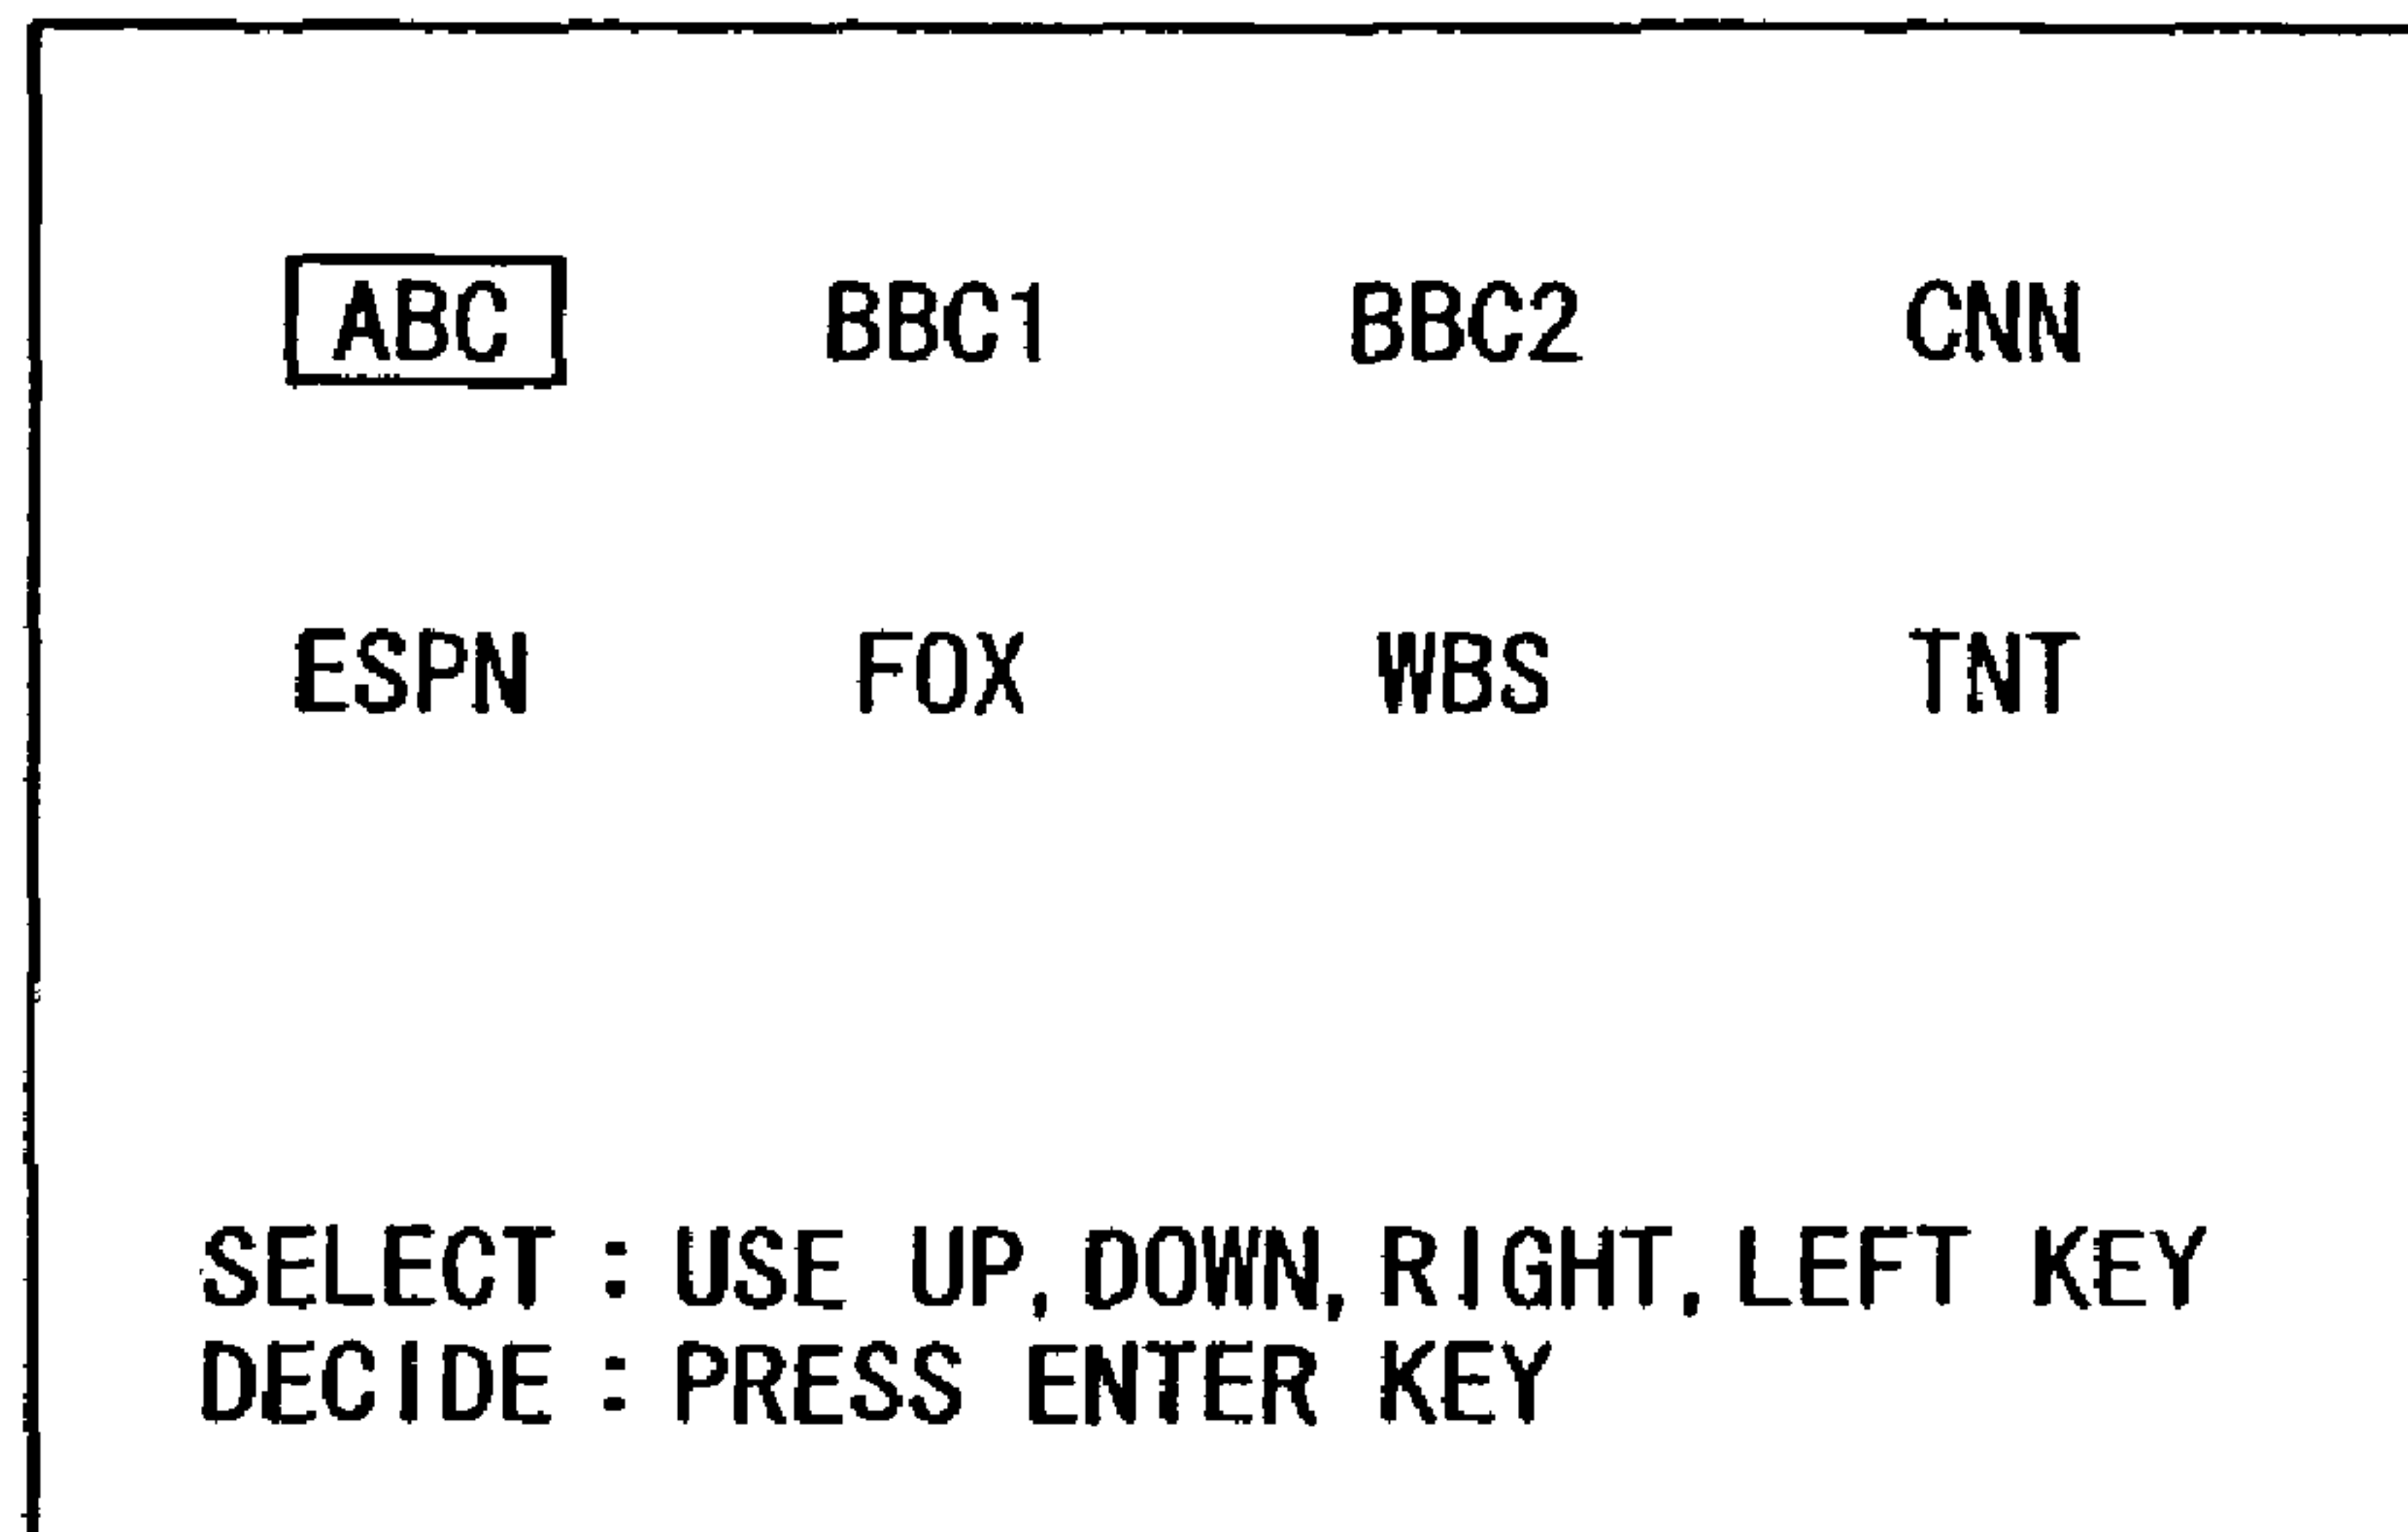 ABC BBC1 BBC2 CNN
ESPN FOX WBS TNT
SELECT : USE UP, DOWN, RIGHT, LEFT KEY
DECIDE : PRESS ENTER KEY